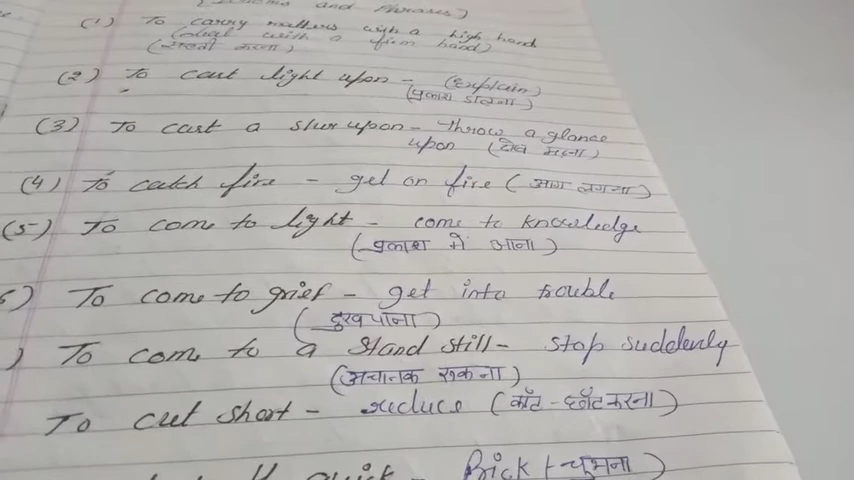 (Idioms and Phrases)
(1) To carry matters with a high hand
(deal with a firm hand)
(सख्ती करना)
(2) To cast light upon - (Explain)
(प्रकाश डालना)
(3) To cast a slur upon - throw a glance
upon (दोष मढ़ना)
(4) To catch fire - get on fire (आग लगना)
(5) To come to light - come to knowledge
(प्रकाश में आना)
6) To come to grief - get into trouble
(दुख पाना)
) To come to a stand still - stop suddenly
(अचानक रुकना)
To cut short - reduce (काँट-छाँट करना)
quick - Prick (चुभना)